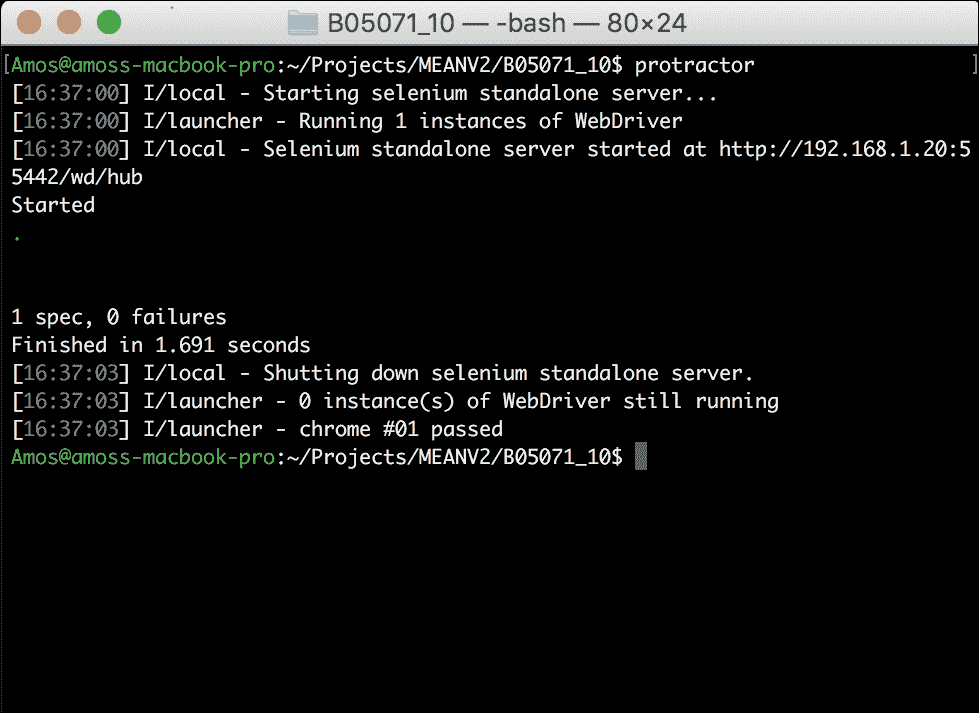 B05071_10 — -bash — 80×24
[Amos@amoss-macbook-pro:~/Projects/MEANV2/B05071_10$ protractor ]
[16:37:00] I/local - Starting selenium standalone server...
[16:37:00] I/launcher - Running 1 instances of WebDriver
[16:37:00] I/local - Selenium standalone server started at http://192.168.1.20:5
5442/wd/hub
Started
.
1 spec, 0 failures
Finished in 1.691 seconds
[16:37:03] I/local - Shutting down selenium standalone server.
[16:37:03] I/launcher - 0 instance(s) of WebDriver still running
[16:37:03] I/launcher - chrome #01 passed
Amos@amoss-macbook-pro:~/Projects/MEANV2/B05071_10$